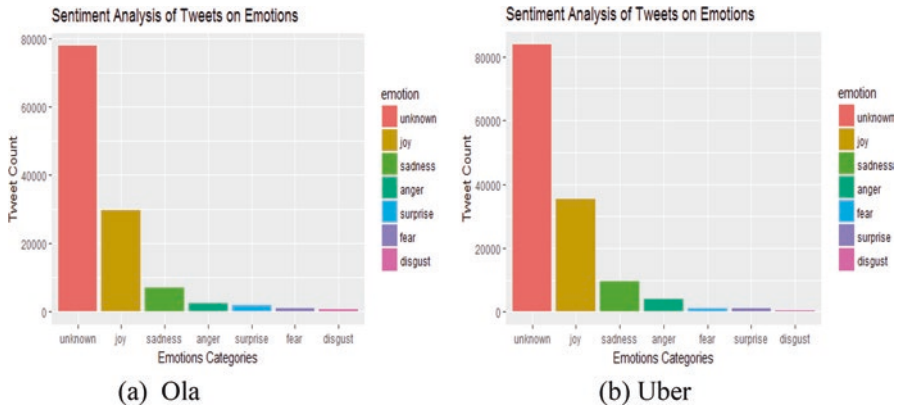 Sentiment Analysis of Tweets on Emotions
80000
60000
40000
20000
0
Tweet Count
unknown joy sadness anger surprise fear disgust
Emotions Categories
emotion
unknown
joy
sadness
anger
surprise
fear
disgust
(a) Ola
Sentiment Analysis of Tweets on Emotions
80000
60000
40000
20000
0
Tweet Count
unknown joy sadness anger fear surprise disgust
Emotions Categories
emotion
unknown
joy
sadness
anger
fear
surprise
disgust
(b) Uber